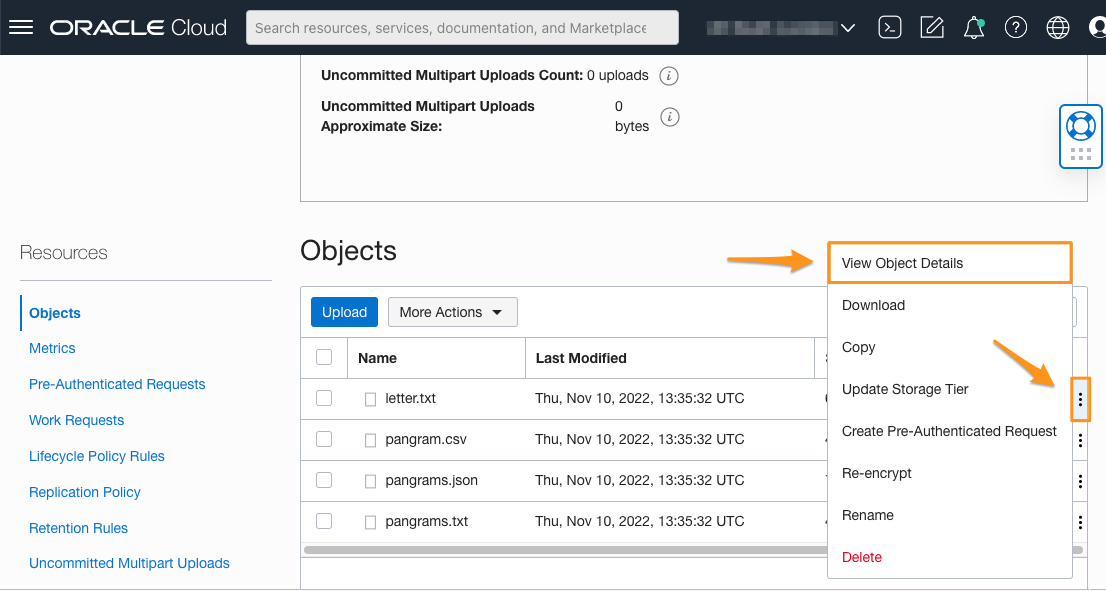 ORACLE Cloud
Search resources, services, documentation, and Marketplace
Uncommitted Multipart Uploads Count: 0 uploads
Uncommitted Multipart Uploads Approximate Size:
0 bytes
Resources
Objects
Metrics
Pre-Authenticated Requests
Work Requests
Lifecycle Policy Rules
Replication Policy
Retention Rules
Uncommitted Multipart Uploads
Objects
Upload More Actions
Name Last Modified
letter.txt Thu, Nov 10, 2022, 13:35:32 UTC
pangram.csv Thu, Nov 10, 2022, 13:35:32 UTC
pangrams.json Thu, Nov 10, 2022, 13:35:32 UTC
pangrams.txt Thu, Nov 10, 2022, 13:35:32 UTC
View Object Details
Download
Copy
Update Storage Tier
Create Pre-Authenticated Request
Re-encrypt
Rename
Delete